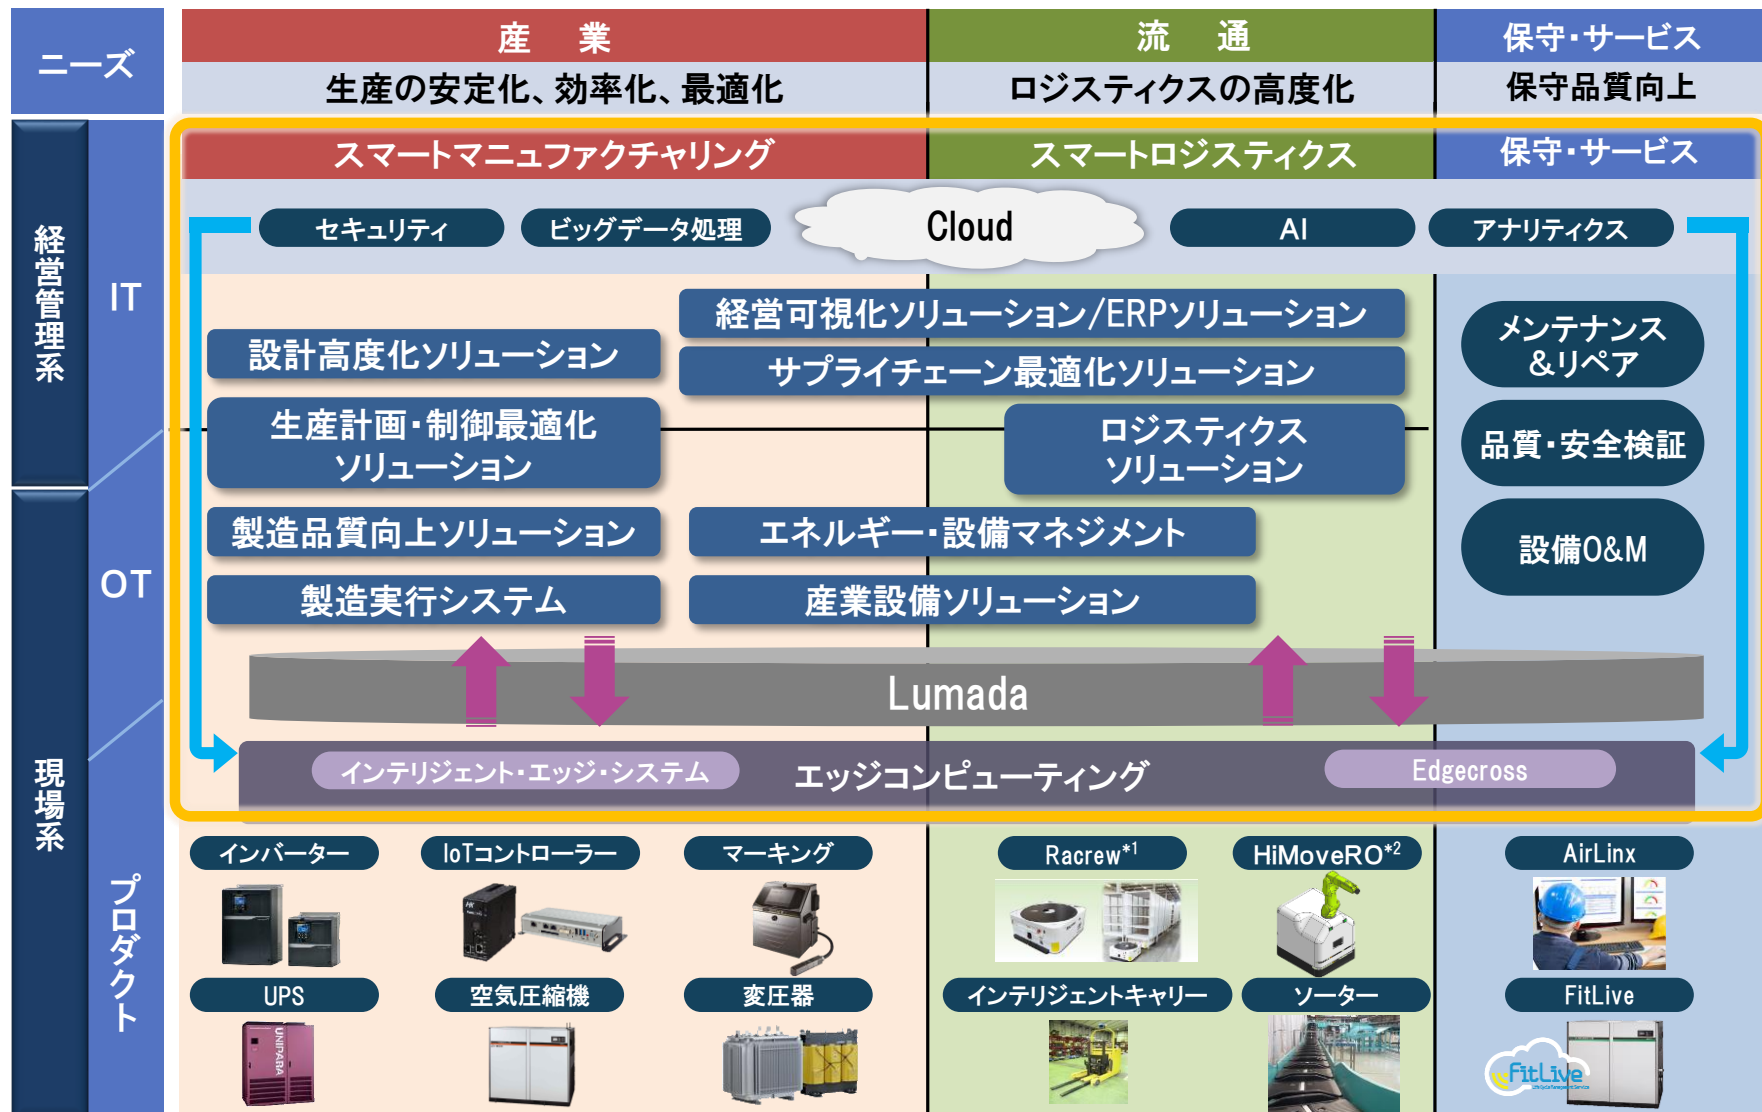 ニーズ
産　業
流　通
保守・サービス
生産の安定化、効率化、最適化
ロジスティクスの高度化
保守品質向上
スマートマニュファクチャリング
スマートロジスティクス
保守・サービス
経営管理系
IT
セキュリティ
ビッグデータ処理
Cloud
AI
アナリティクス
経営可視化ソリューション/ERPソリューション
設計高度化ソリューション
サプライチェーン最適化ソリューション
メンテナンス
&リペア
生産計画・制御最適化
ソリューション
ロジスティクス
ソリューション
品質・安全検証
現場系
OT
製造品質向上ソリューション
エネルギー・設備マネジメント
設備O&M
製造実行システム
産業設備ソリューション
Lumada
インテリジェント・エッジ・システム
エッジコンピューティング
Edgecross
プロダクト
インバーター
IoTコントローラー
マーキング
Racrew*1
HiMoveRO*2
AirLinx
UPS
空気圧縮機
変圧器
インテリジェントキャリー
ソーター
FitLive
UNIPARA
FitLive